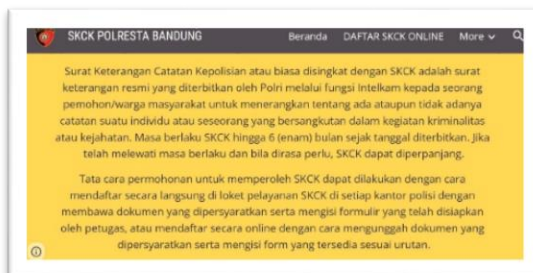 SKCK POLRESTA BANDUNG Beranda DAFTAR SKCK ONLINE More
Surat Keterangan Catatan Kepolisian atau biasa disingkat dengan SKCK adalah surat
keterangan resmi yang diterbitkan oleh Polri melalui fungsi Intelkam kepada seorang
pemohon/warga masyarakat untuk menerangkan tentang ada ataupun tidak adanya
catatan suatu individu atau seseorang yang bersangkutan dalam kegiatan kriminalitas
atau kejahatan. Masa berlaku SKCK hingga 6 (enam) bulan sejak tanggal diterbitkan. Jika
telah melewati masa berlaku dan bila dirasa perlu, SKCK dapat diperpanjang.
Tata cara permohonan untuk memperoleh SKCK dapat dilakukan dengan cara
mendaftar secara langsung di loket pelayanan SKCK di setiap kantor polisi dengan
membawa dokumen yang dipersyaratkan serta mengisi formulir yang telah disiapkan
oleh petugas, atau mendaftar secara online dengan cara mengunggah dokumen yang
dipersyaratkan serta mengisi form yang tersedia sesuai urutan.